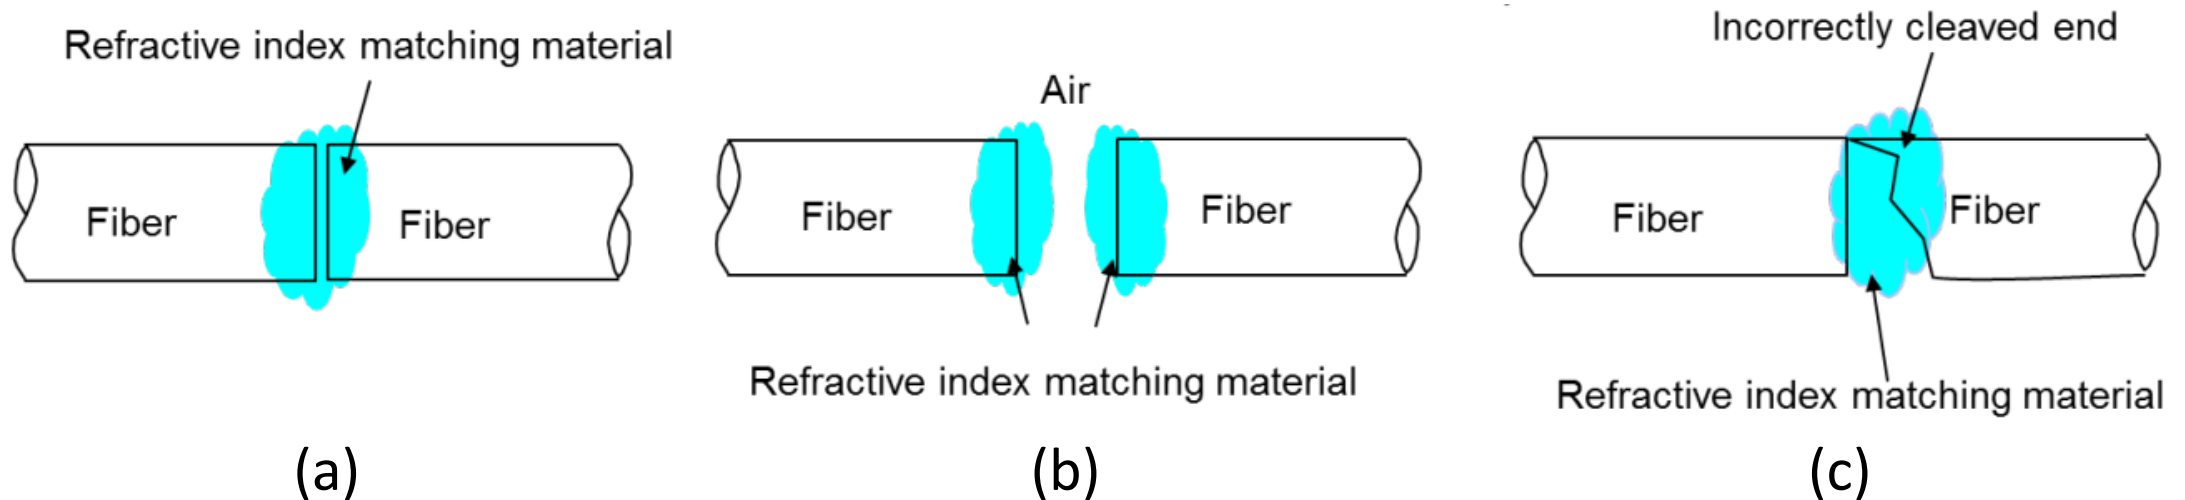 Refractive index matching material
Fiber
Fiber
(a)
Air
Fiber
Fiber
Refractive index matching material
(b)
Incorrectly cleaved end
Fiber
Fiber
Refractive index matching material
(c)